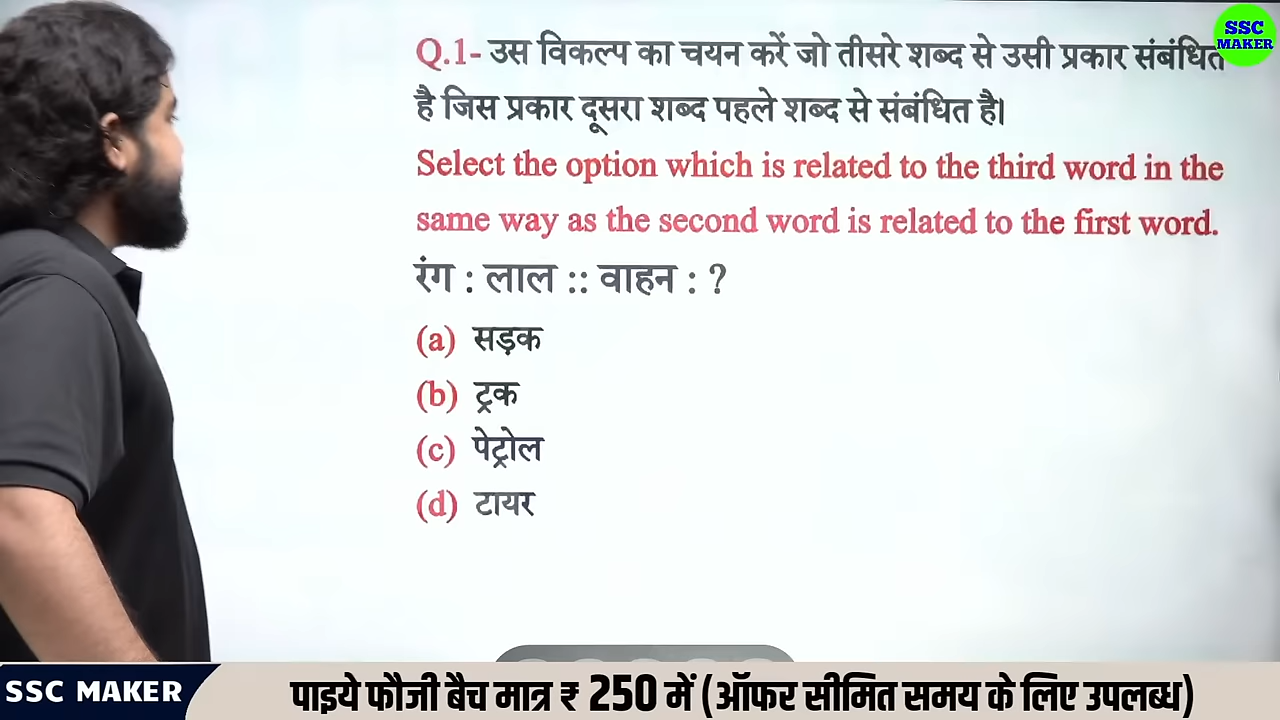 SSC
MAKER
Q.1- उस विकल्प का चयन करें जो तीसरे शब्द से उसी प्रकार संबंधित
है जिस प्रकार दूसरा शब्द पहले शब्द से संबंधित है।
Select the option which is related to the third word in the
same way as the second word is related to the first word.
रंग : लाल :: वाहन : ?
(a) सड़क
(b) ट्रक
(c) पेट्रोल
(d) टायर
SSC MAKER
पाइये फौजी बैच मात्र ₹ 250 में (ऑफर सीमित समय के लिए उपलब्ध)